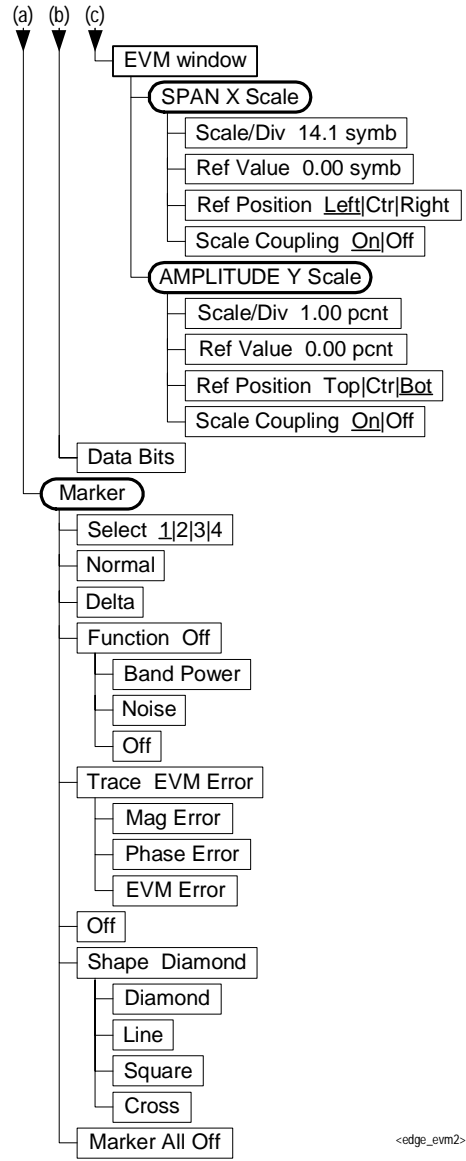 (a) (b) (c)
EVM window
SPAN X Scale
Scale/Div 14.1 symb
Ref Value 0.00 symb
Ref Position Left|Ctr|Right
Scale Coupling On|Off
AMPLITUDE Y Scale
Scale/Div 1.00 pcnt
Ref Value 0.00 pcnt
Ref Position Top|Ctr|Bot
Scale Coupling On|Off
Data Bits
Marker
Select 1|2|3|4
Normal
Delta
Function Off
Band Power
Noise
Off
Trace EVM Error
Mag Error
Phase Error
EVM Error
Off
Shape Diamond
Diamond
Line
Square
Cross
Marker All Off
<edge_evm2>